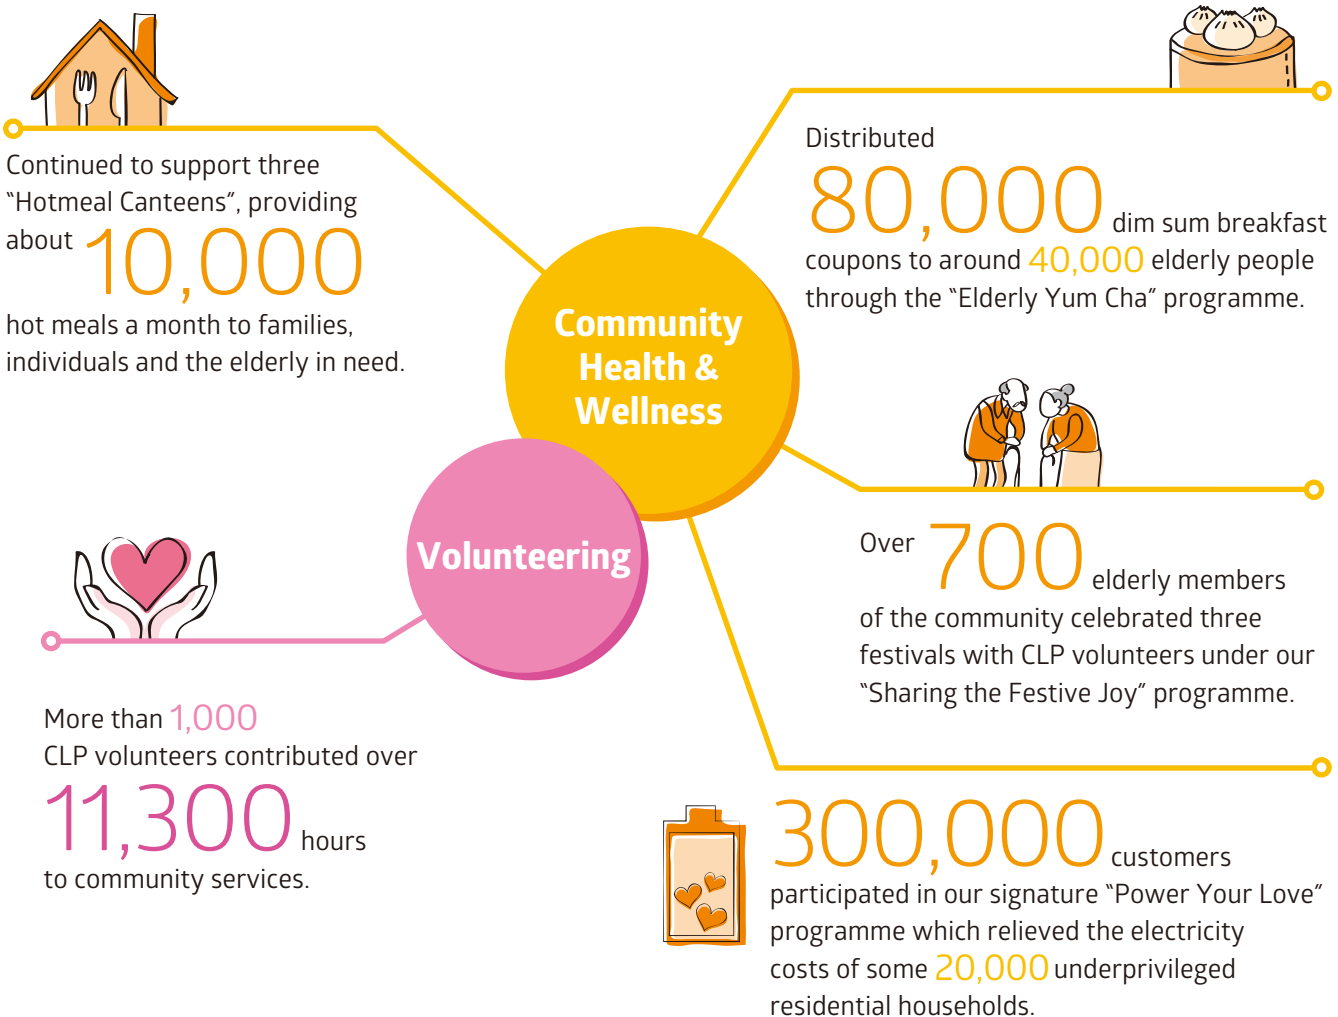 Continued to support three
“Hotmeal Canteens”, providing
about 10,000
hot meals a month to families,
individuals and the elderly in need.
Distributed
80,000 dim sum breakfast
coupons to around 40,000 elderly people
through the “Elderly Yum Cha” programme.
Community
Health &
Wellness
Volunteering
Over 700 elderly members
of the community celebrated three
festivals with CLP volunteers under our
“Sharing the Festive Joy” programme.
More than 1,000
CLP volunteers contributed over
11,300 hours
to community services.
300,000 customers
participated in our signature “Power Your Love”
programme which relieved the electricity
costs of some 20,000 underprivileged
residential households.